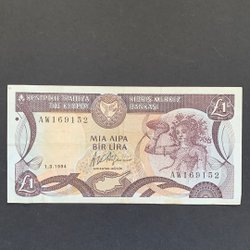 ΚΕΝΤΡΙΚΗ ΤΡΑΠΕΖΑ
ΤΗΣ ΚΥΠΡΟΥ
KIBRIS MERKEZ
BANKASI
AW169152
ΜΙΑ ΛΙΡΑ
BİR LİRA
1.3.1994
AW169152
£1
£1